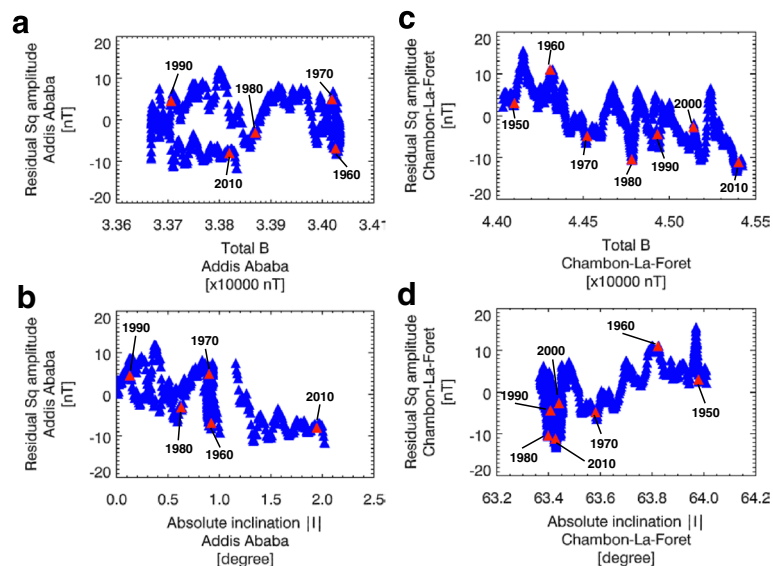 a
Residual Sq amplitude
Addis Ababa
[nT]
20
10
0
-10
-20
1990
1980
1970
2010
1960
3.36
3.37
3.38
3.39
3.40
3.41
Total B
Addis Ababa
[x10000 nT]
c
Residual Sq amplitude
Chambon-La-Foret
[nT]
20
10
0
-10
-20
1960
1950
1970
2000
1980
1990
2010
4.40
4.45
4.50
4.55
Total B
Chambon-La-Foret
[x10000 nT]
b
Residual Sq amplitude
Addis Ababa
[nT]
20
10
0
-10
-20
1990
1970
2010
1980
1960
0.0
0.5
1.0
1.5
2.0
2.5
Absolute inclination |I|
Addis Ababa
[degree]
d
Residual Sq amplitude
Chambon-La-Foret
[nT]
20
10
0
-10
-20
1960
2000
1990
1950
1970
1980
2010
63.2
63.4
63.6
63.8
64.0
64.2
Absolute inclination |I|
Chambon-La-Foret
[degree]